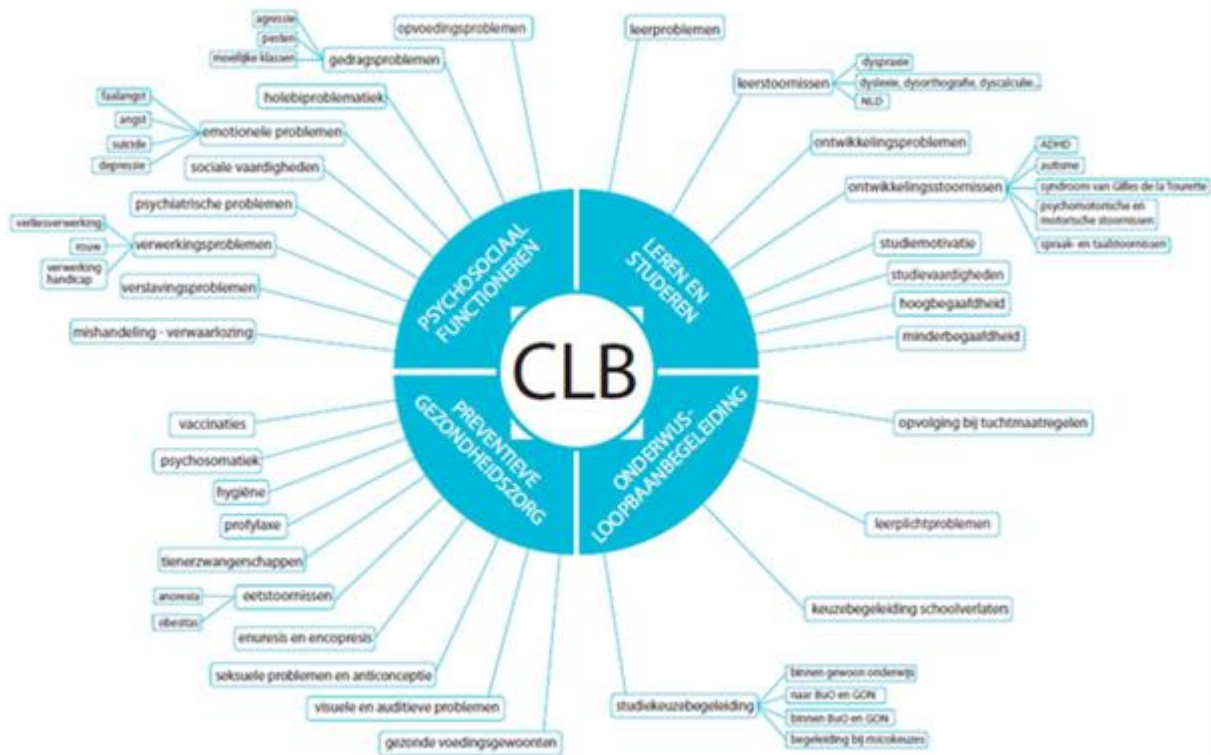 agressie
pesten
moeilijke klassen
gedragsproblemen
opvoedingsproblemen
holebiproblematiek
faalangst
angst
suïcide
depressie
emotionele problemen
sociale vaardigheden
psychiatrische problemen
verliesverwerking
rouw
verwerking
handicap
verwerkingsproblemen
verslavingsproblemen
mishandeling - verwaarlozing
PSYCHOSOCIAAL
FUNCTIONEREN
leerproblemen
leerstoornissen
dyspraxie
dyslexie, dysorthografie, dyscalculie...
NLD
ontwikkelingsproblemen
ontwikkelingsstoornissen
ADHD
autisme
syndroom van Gilles de la Tourette
psychomotorische en
motorische stoornissen
spraak- en taalstoornissen
studiemotivatie
studievaardigheden
hoogbegaafdheid
minderbegaafdheid
LEREN EN
STUDEREN
CLB
PREVENTIEVE
GEZONDHEIDSZORG
vaccinaties
psychosomatiek
hygiëne
profylaxe
tienerzwangerschappen
anorexia
obesitas
eetstoornissen
enuresis en encopresis
seksuele problemen en anticonceptie
visuele en auditieve problemen
gezonde voedingsgewoonten
ONDERWIJS-
LOOPBAANBEGELEIDING
opvolging bij tuchtmaatregelen
leerplichtproblemen
keuzebegeleiding schoolverlaters
studiekeuzebegeleiding
binnen gewoon onderwijs
naar BuO en GON
binnen BuO en GON
begeleiding bij risicokeuzes